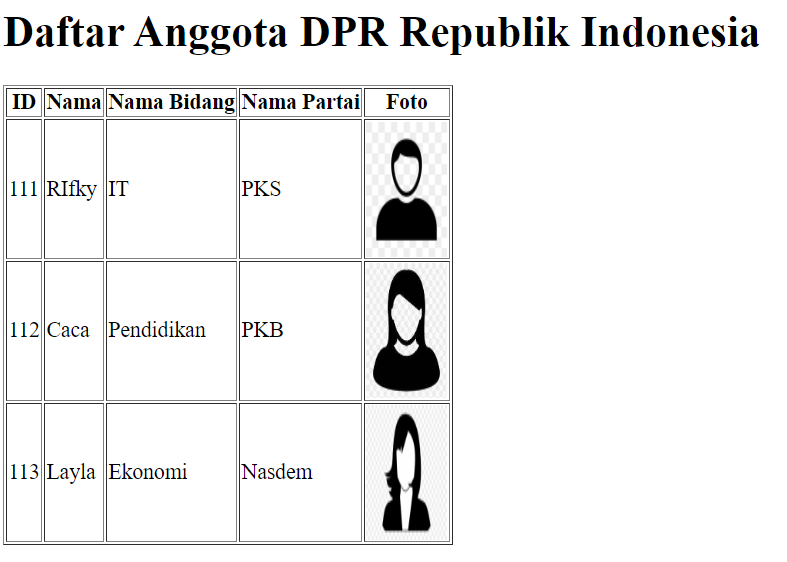 Daftar Anggota DPR Republik Indonesia
ID Nama Nama Bidang Nama Partai Foto
111 RIfky IT PKS
112 Caca Pendidikan PKB
113 Layla Ekonomi Nasdem